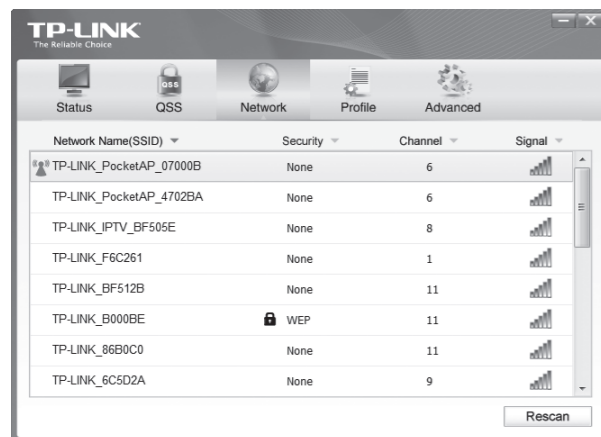 TP-LINK
The Reliable Choice
Status QSS Network Profile Advanced
Network Name(SSID) Security Channel Signal
TP-LINK_PocketAP_07000B None 6
TP-LINK_PocketAP_4702BA None 6
TP-LINK_IPTV_BF505E None 8
TP-LINK_F6C261 None 1
TP-LINK_BF512B None 11
TP-LINK_B000BE WEP 11
TP-LINK_86B0C0 None 11
TP-LINK_6C5D2A None 9
Rescan